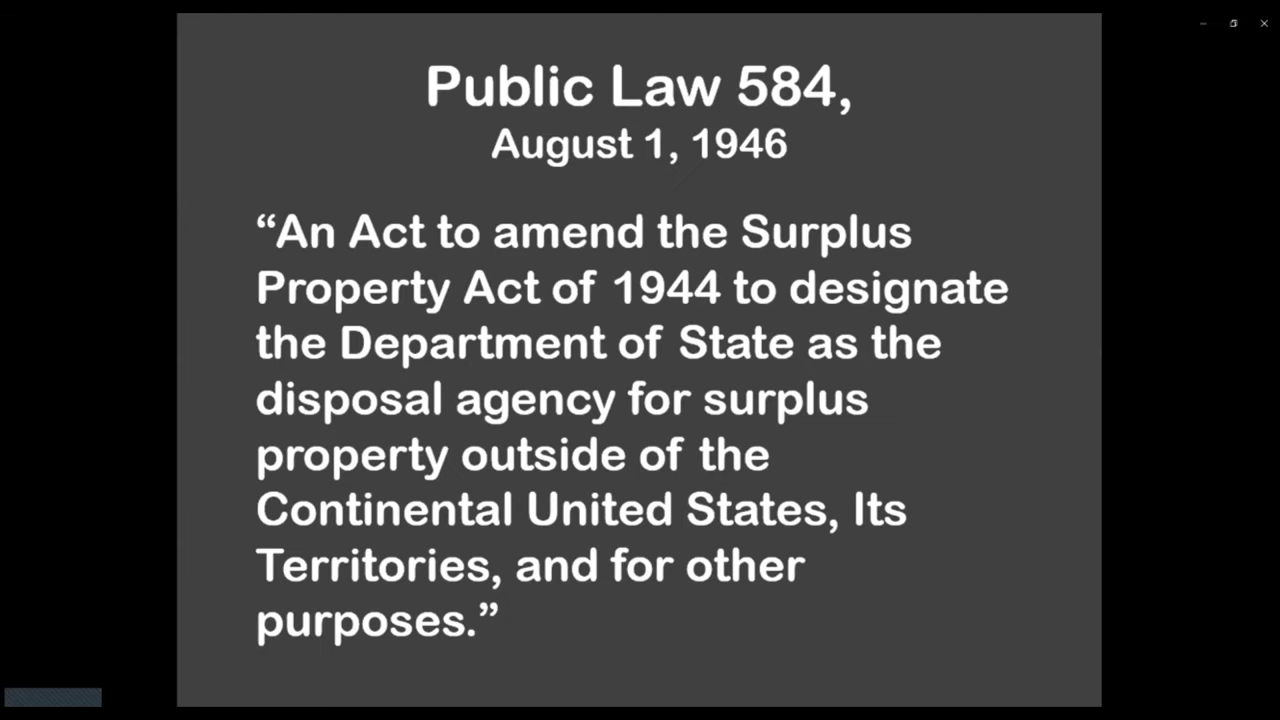 Public Law 584,
August 1, 1946
“An Act to amend the Surplus
Property Act of 1944 to designate
the Department of State as the
disposal agency for surplus
property outside of the
Continental United States, Its
Territories, and for other
purposes.”